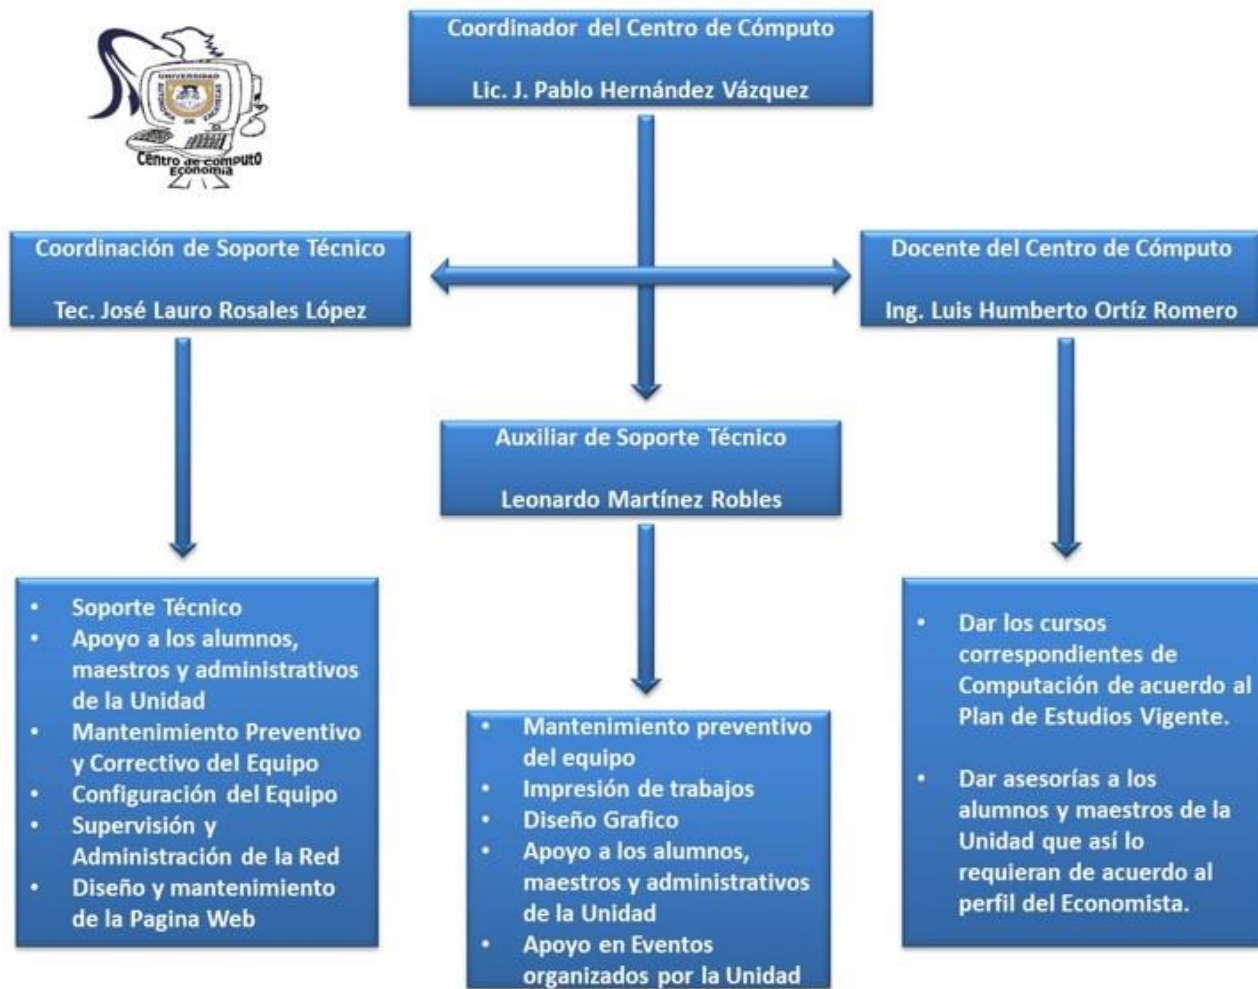 Coordinador del Centro de Cómputo
Lic. J. Pablo Hernández Vázquez
UNIVERSIDAD
AUTONOMA
DE
ZACATECAS
Centro de Computo
Economía
Coordinación de Soporte Técnico
Tec. José Lauro Rosales López
Docente del Centro de Cómputo
Ing. Luis Humberto Ortíz Romero
Auxiliar de Soporte Técnico
Leonardo Martínez Robles
• Soporte Técnico
• Apoyo a los alumnos,
maestros y administrativos
de la Unidad
• Mantenimiento Preventivo
y Correctivo del Equipo
• Configuración del Equipo
• Supervisión y
Administración de la Red
• Diseño y mantenimiento
de la Pagina Web
• Mantenimiento preventivo
del equipo
• Impresión de trabajos
• Diseño Grafico
• Apoyo a los alumnos,
maestros y administrativos
de la Unidad
• Apoyo en Eventos
organizados por la Unidad
• Dar los cursos
correspondientes de
Computación de acuerdo al
Plan de Estudios Vigente.
• Dar asesorías a los
alumnos y maestros de la
Unidad que así lo
requieran de acuerdo al
perfil del Economista.